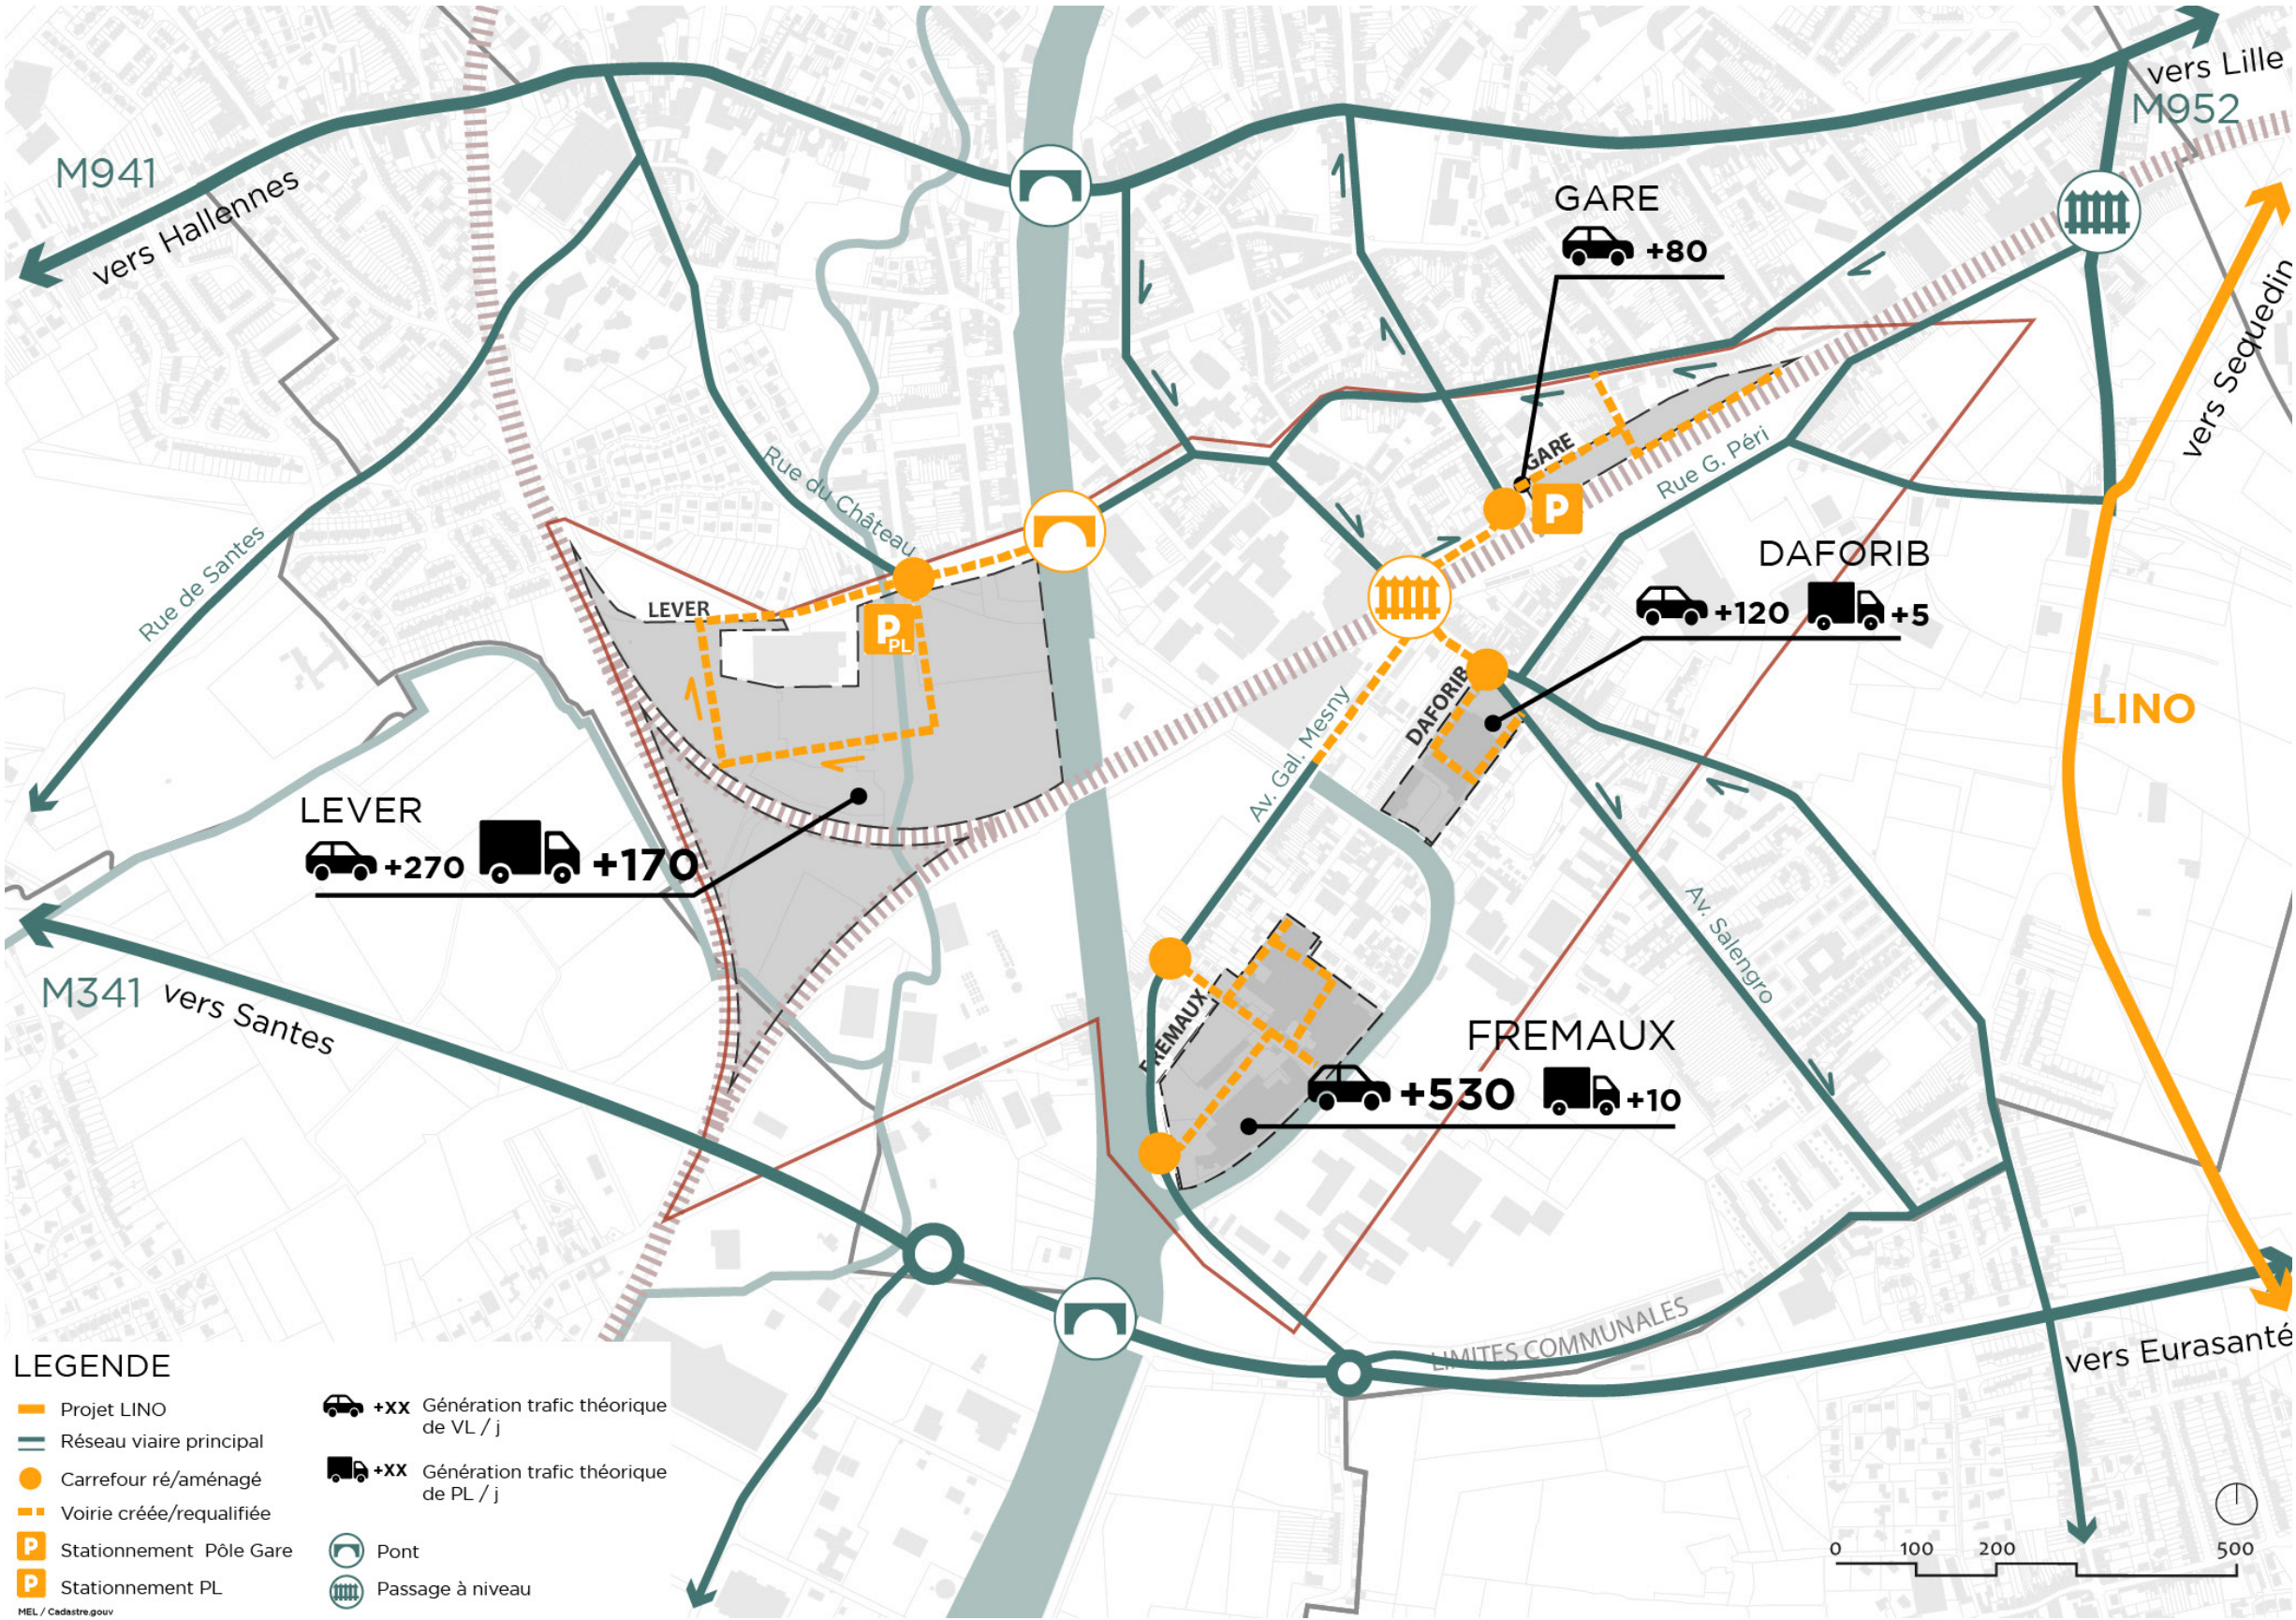 vers Lille
M952
M941
vers Hallennes
GARE
+80
vers Sequedin
GARE
P
Rue G. Péri
Rue du Château
Rue de Santes
DAFORIB
+120
+5
LEVER
P
PL
DAFORIB
Av. Gal. Mesny
LINO
LEVER
+270
+170
Av. Salengro
M341
vers Santes
FREMAUX
FREMAUX
+530
+10
LIMITES COMMUNALES
vers Eurasanté
LEGENDE
Projet LINO
Réseau viaire principal
Carrefour ré/aménagé
Voirie créée/requalifiée
P
Stationnement Pôle Gare
P
Stationnement PL
MEL / Cadastre.gouv
+XX
Génération trafic théorique
de VL / j
+XX
Génération trafic théorique
de PL / j
Pont
Passage à niveau
0 100 200 500